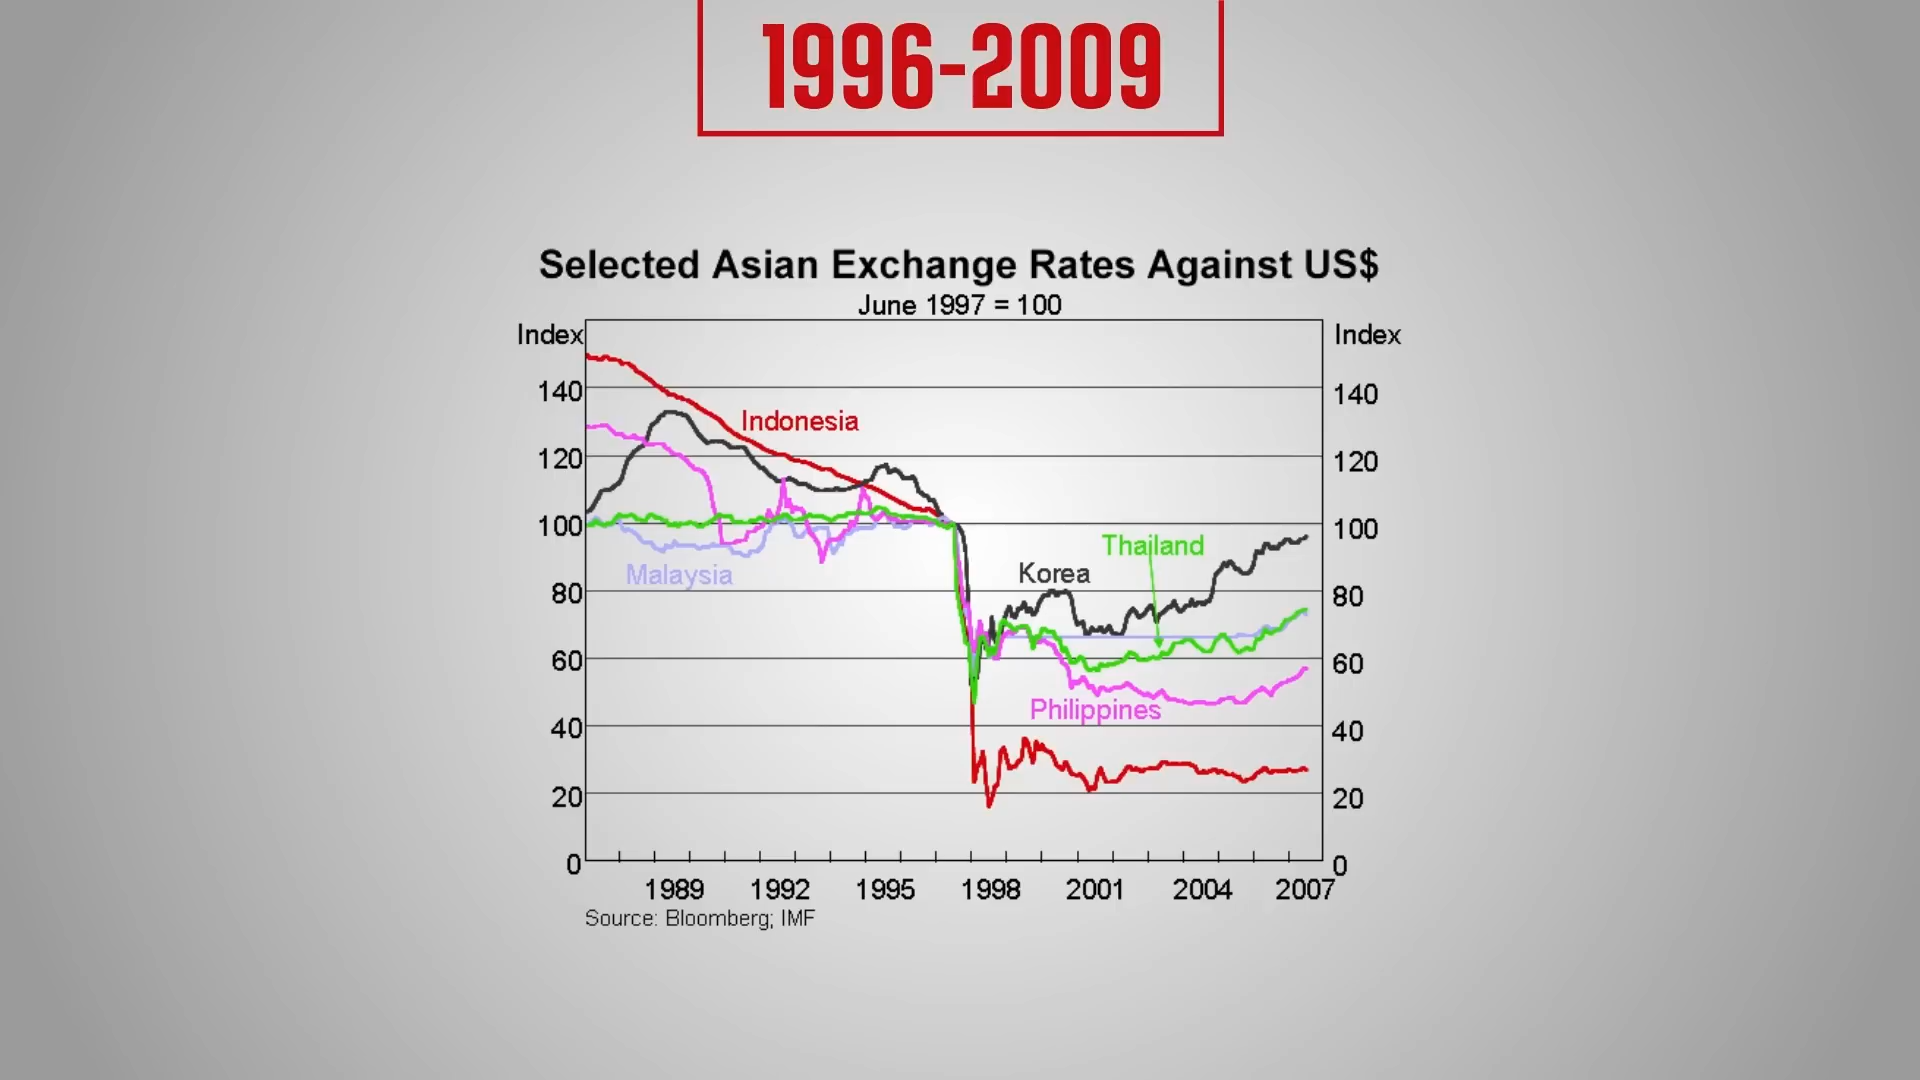 1996-2009
Selected Asian Exchange Rates Against US$
June 1997 = 100
Index Index
140 140
Indonesia
120 120
100 100
Thailand
Korea
Malaysia
80 80
60 60
Philippines
40 40
20 20
0 0
1989 1992 1995 1998 2001 2004 2007
Source: Bloomberg; IMF